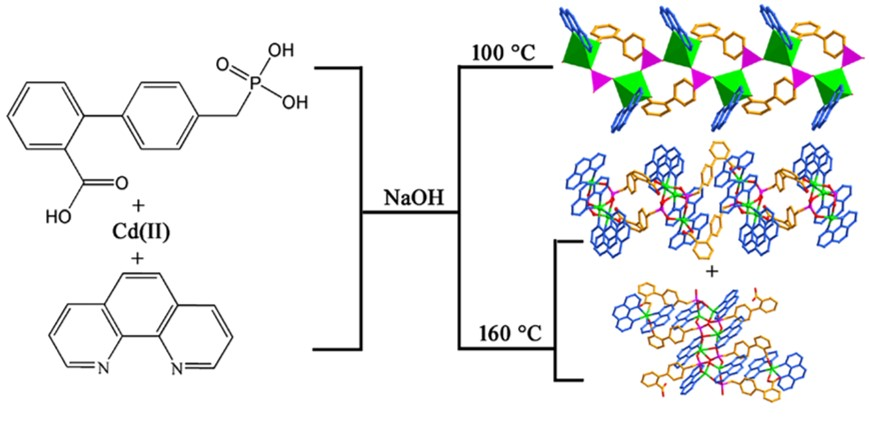 O
OH
P
OH
O
HO
+
Cd(II)
+
N
N
NaOH
100 °C
+
160 °C